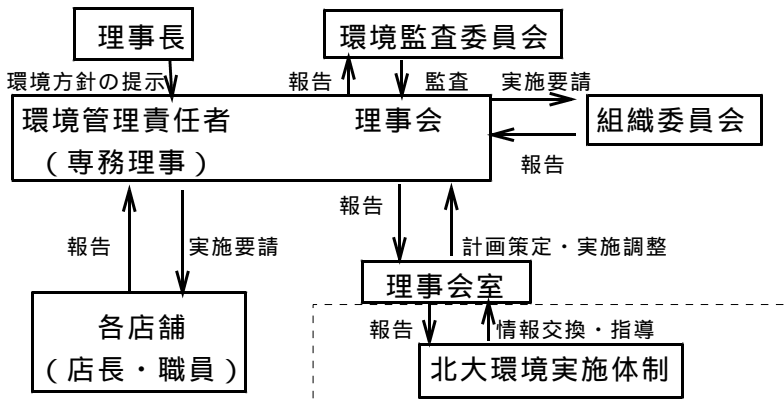 理事長
環境監査委員会
環境方針の提示
報告
監査
実施要請
環境管理責任者
理事会
組織委員会
(専務理事)
報告
報告
報告
実施要請
計画策定・実施調整
理事会室
各店舗
報告
情報交換・指導
(店長・職員)
北大環境実施体制